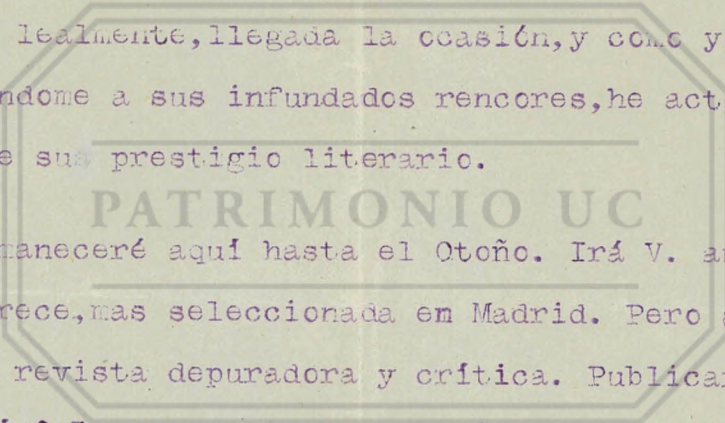 lealmente,llegada la ocasión,y como y
ndome a sus infundados rencores,he act
e su prestigio literario.
PATRIMONIO UC
maneceré aquí hasta el Otoño. Irá V. a
rece,mas seleccionada em Madrid. Pero
revista depuradora y crítica. Publica